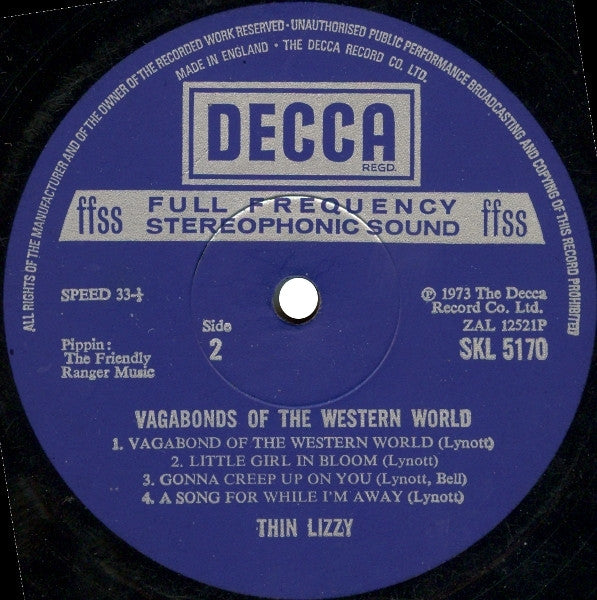 ALL RIGHTS OF THE MANUFACTURER AND OF THE OWNER OF THE RECORDED WORK RESERVED · UNAUTHORISED PUBLIC PERFORMANCE BROADCASTING AND COPYING OF THIS RECORD PROHIBITED
MADE IN ENGLAND · THE DECCA RECORD CO. LTD.
DECCA
REGD.
ffss FULL FREQUENCY ffss
STEREOPHONIC SOUND
SPEED 33-⅓
℗ 1973 The Decca
Record Co. Ltd.
ZAL 12521P
Side
2
SKL 5170
Pippin:
The Friendly
Ranger Music
VAGABONDS OF THE WESTERN WORLD
1. VAGABOND OF THE WESTERN WORLD (Lynott)
2. LITTLE GIRL IN BLOOM (Lynott)
3. GONNA CREEP UP ON YOU (Lynott, Bell)
4. A SONG FOR WHILE I'M AWAY (Lynott)
THIN LIZZY